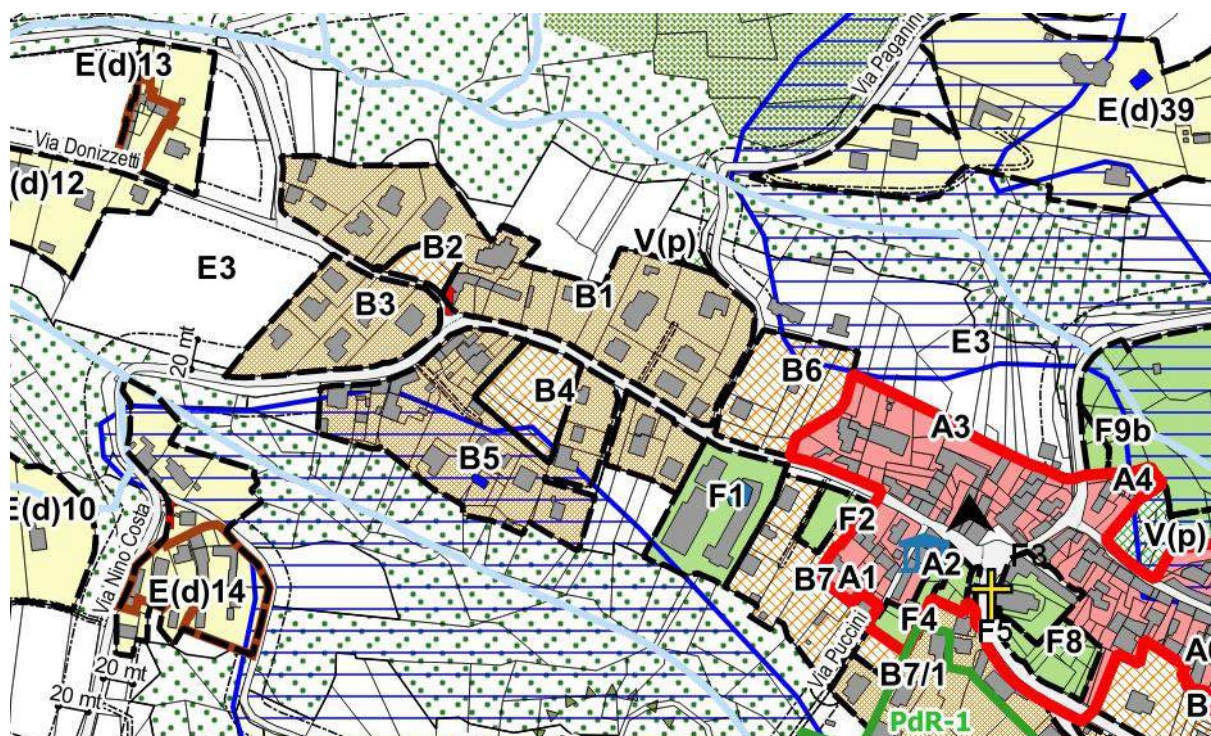 E(d)13
Via Paganini
E(d)39
Via Donizzetti
(d)12
B2
V(p)
E3
B1
B3
20 mt
E3
B6
B4
A3
F9b
B5
A4
F1
E(d)10
F2
V(p)
Via Nino Costa
A2
F3
B7
A1
E(d)14
F4
F5
F8
Via Puccini
B7/1
20 mt
20 mt
PdR-1
B